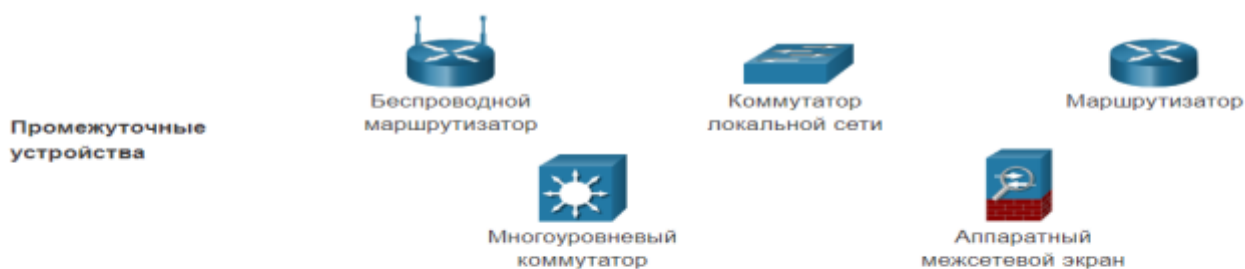 Беспроводной
маршрутизатор
Коммутатор
локальной сети
Маршрутизатор
Промежуточные
устройства
Многоуровневый
коммутатор
Аппаратный
межсетевой экран